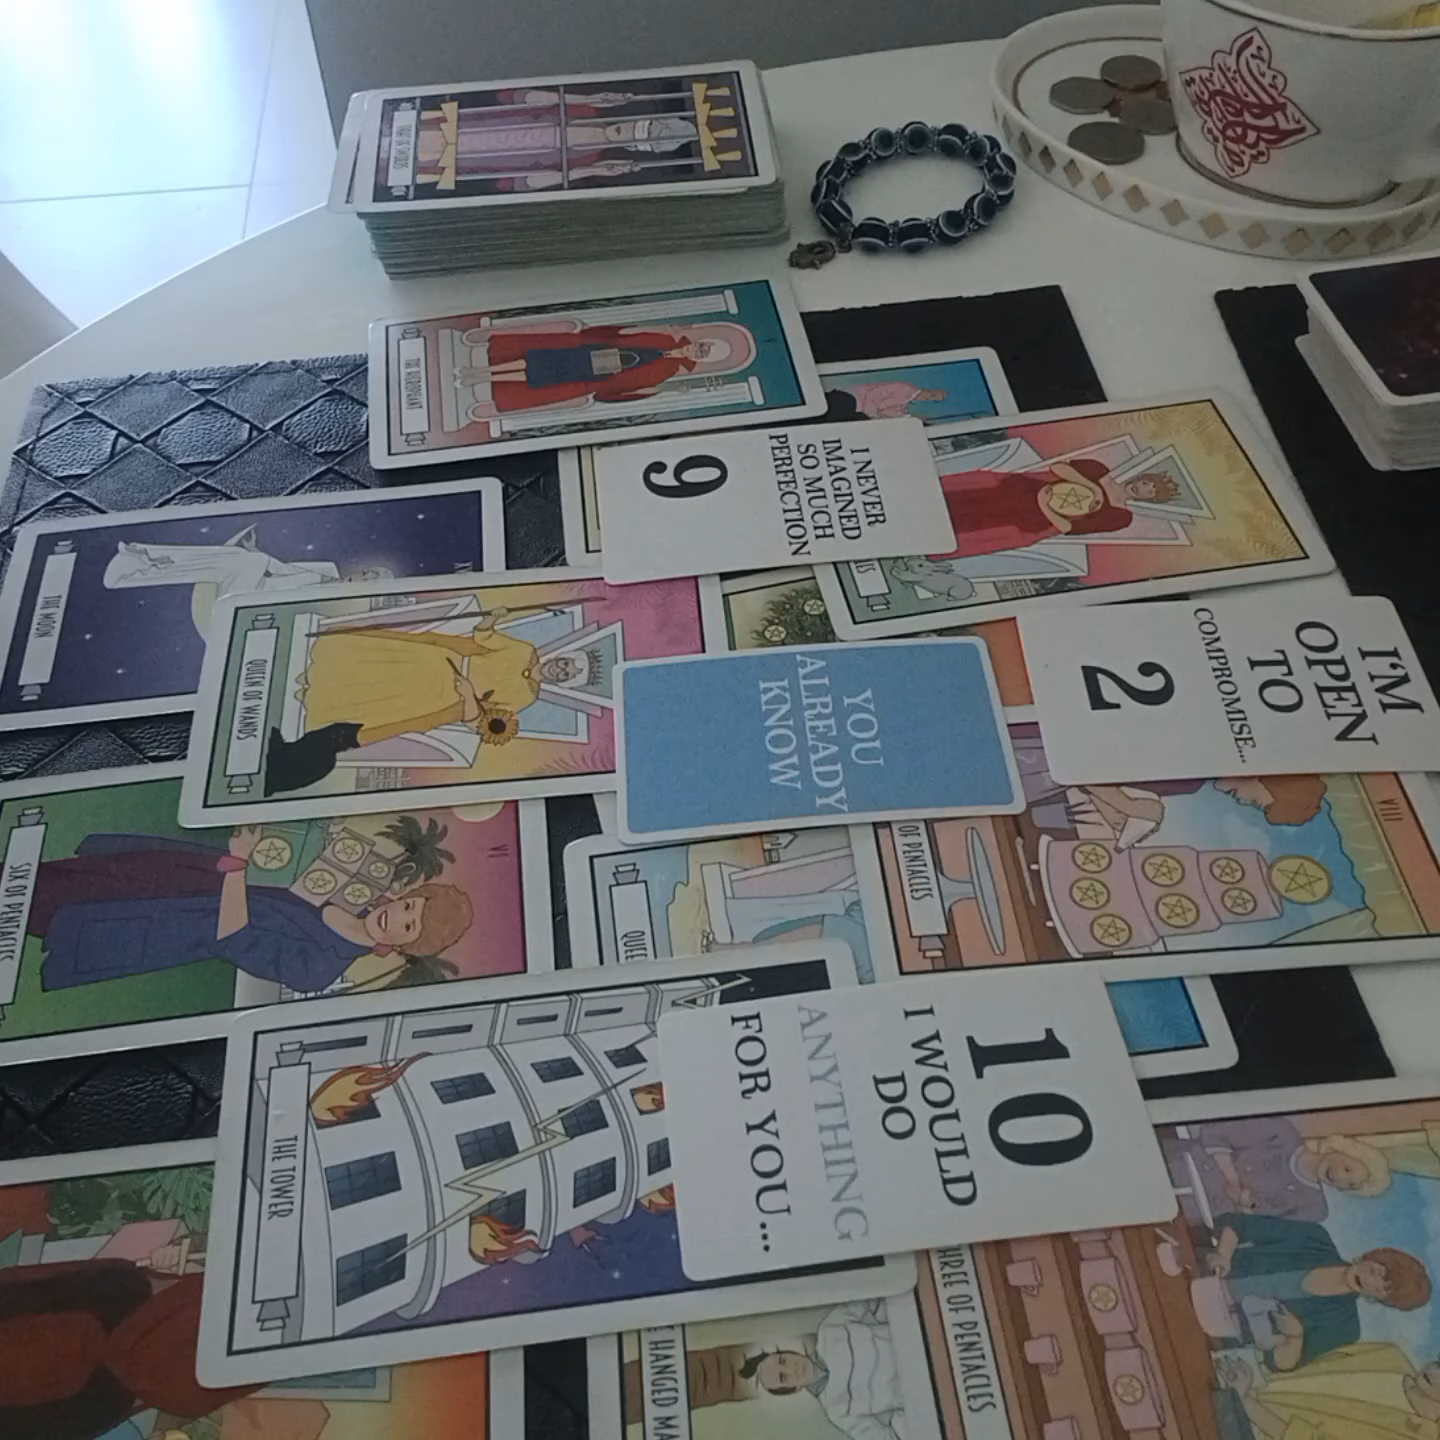 THE HIEROPHANT
V
9
I NEVER
IMAGINED
SO MUCH
PERFECTION
THE MOON
QUEEN OF WANDS
YOU
ALREADY
KNOW
I'M
OPEN
TO
COMPROMISE...
2
SIX OF PENTACLES
VI
OF PENTACLES
VIII
QUEE
THE TOWER
10
I WOULD
DO
ANYTHING
FOR YOU...
HREE OF PENTACLES
E HANGED MA